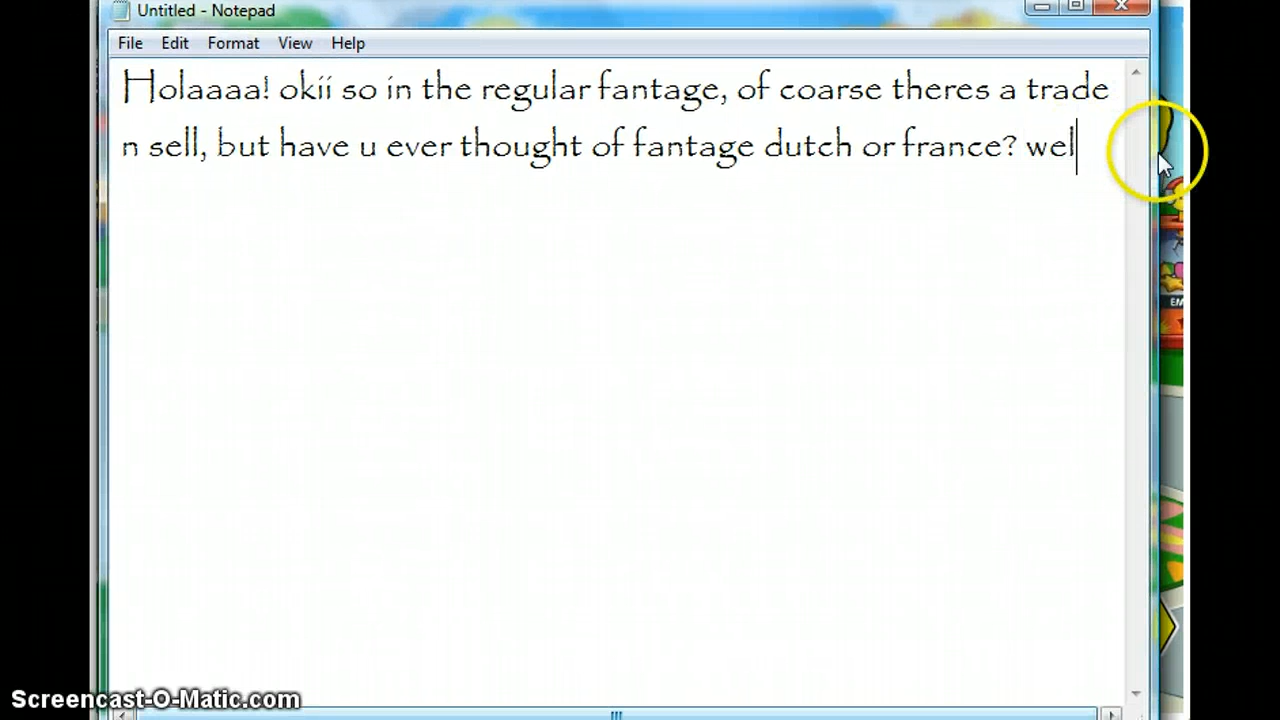 Untitled - Notepad
File Edit Format View Help
Holaaaa! okii so in the regular fantage, of coarse theres a trade
n sell, but have u ever thought of fantage dutch or france? wel
EM
Screencast-O-Matic.com